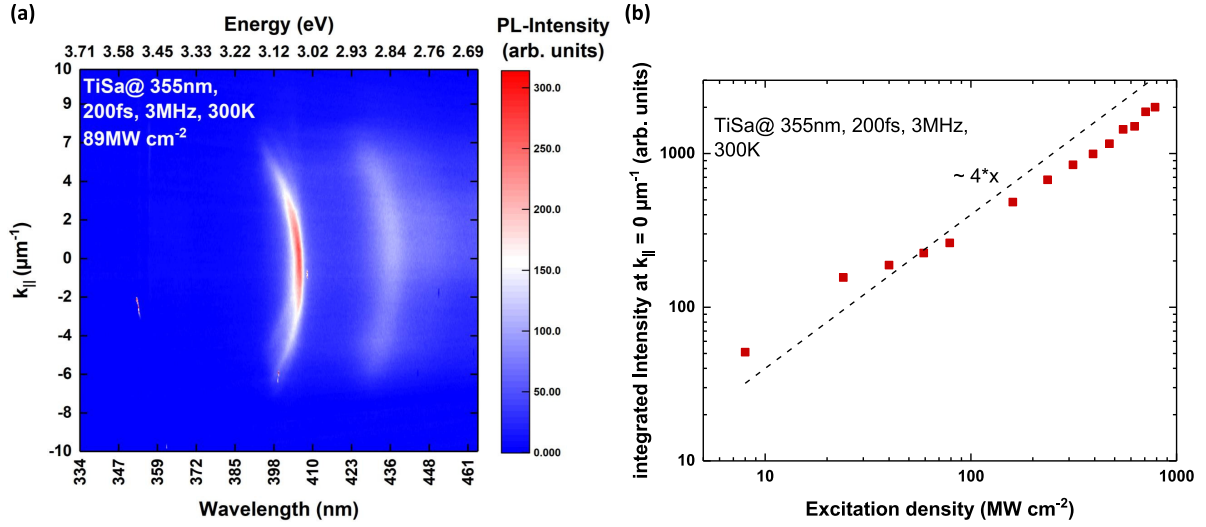 (a)
Energy (eV)
3.71 3.58 3.45 3.33 3.22 3.12 3.02 2.93 2.84 2.76 2.69
PL-Intensity
(arb. units)
TiSa@ 355nm,
200fs, 3MHz, 300K
89MW cm-2
k|| (µm-1)
10
9
7
4
2
0
-2
-4
-6
-8
-10
334 347 359 372 385 398 410 423 436 448 461
Wavelength (nm)
300.0
250.0
200.0
150.0
100.0
50.00
0.000
(b)
integrated Intensity at k|| = 0 µm-1 (arb. units)
TiSa@ 355nm, 200fs, 3MHz,
300K
~ 4*x
1000
100
10
10 100 1000
Excitation density (MW cm-2)